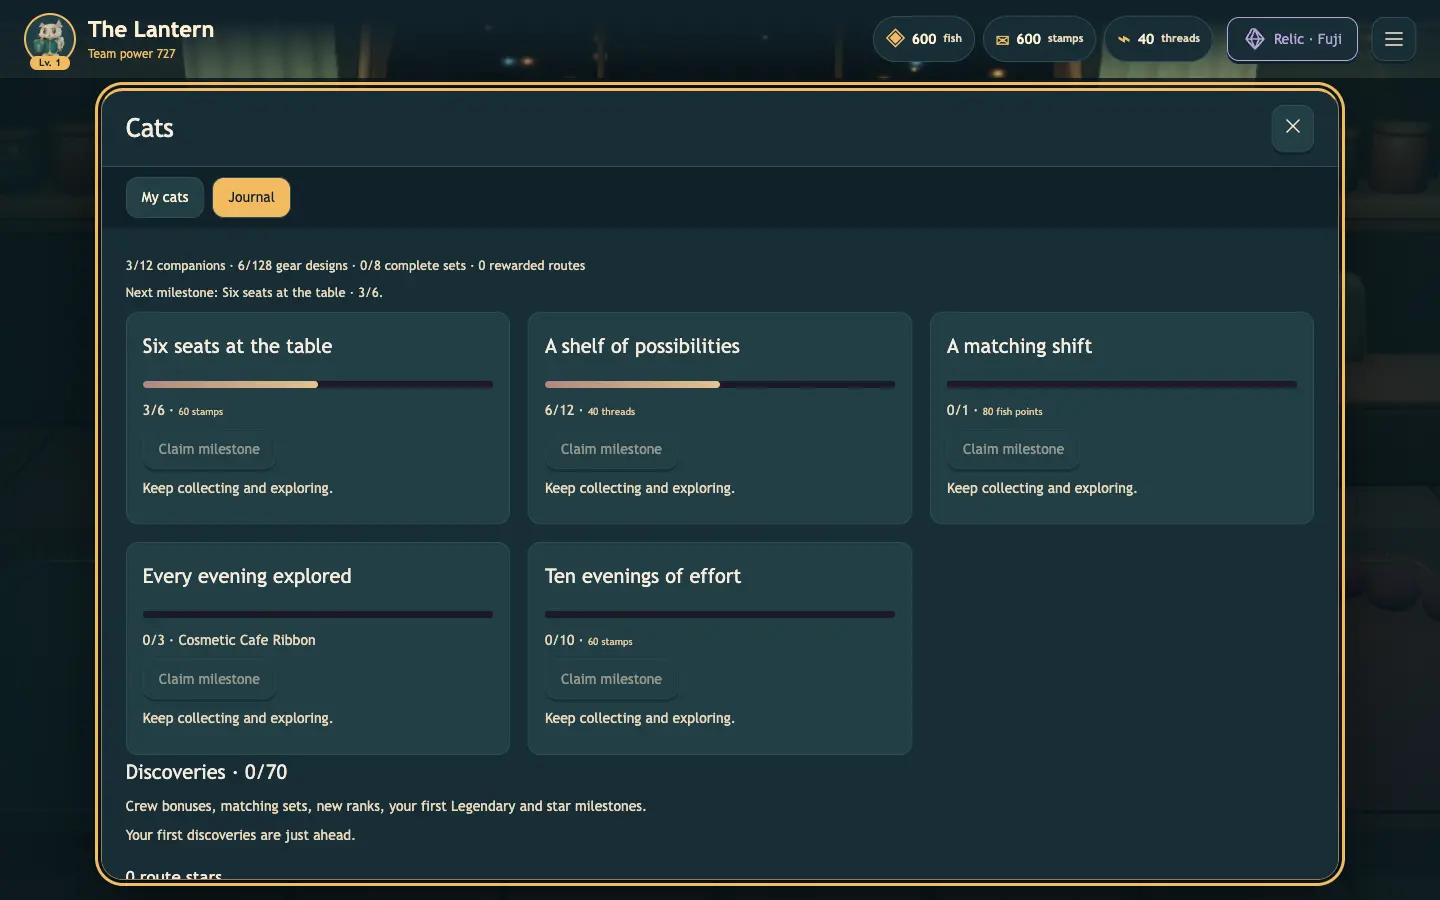 The Lantern
Team power 727
Lv. 1
600 fish
600 stamps
40 threads
Relic · Fuji
Cats
My cats
Journal
3/12 companions · 6/128 gear designs · 0/8 complete sets · 0 rewarded routes
Next milestone: Six seats at the table · 3/6.
Six seats at the table
3/6 · 60 stamps
Claim milestone
Keep collecting and exploring.
A shelf of possibilities
6/12 · 40 threads
Claim milestone
Keep collecting and exploring.
A matching shift
0/1 · 80 fish points
Claim milestone
Keep collecting and exploring.
Every evening explored
0/3 · Cosmetic Cafe Ribbon
Claim milestone
Keep collecting and exploring.
Ten evenings of effort
0/10 · 60 stamps
Claim milestone
Keep collecting and exploring.
Discoveries · 0/70
Crew bonuses, matching sets, new ranks, your first Legendary and star milestones.
Your first discoveries are just ahead.
0 route stars